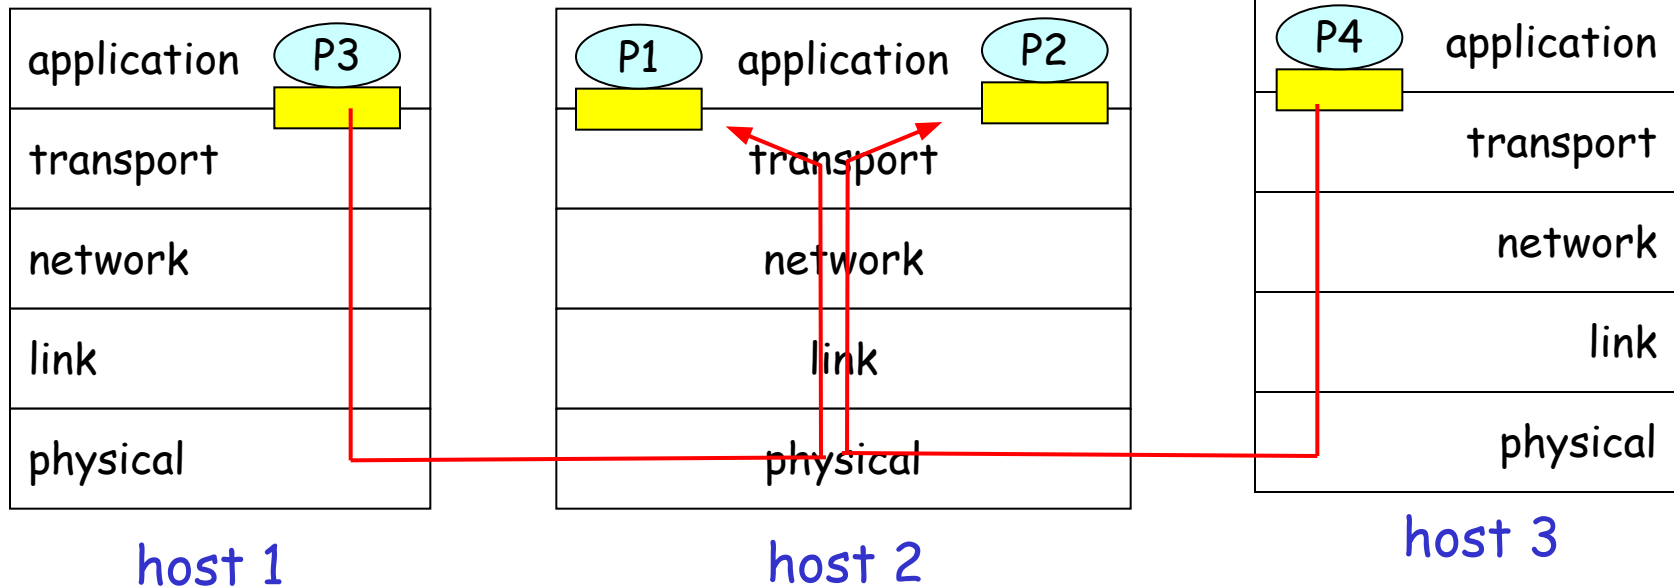 application
P3
transport
network
link
physical
host 1
P1
application
P2
transport
network
link
physical
host 2
P4
application
transport
network
link
physical
host 3